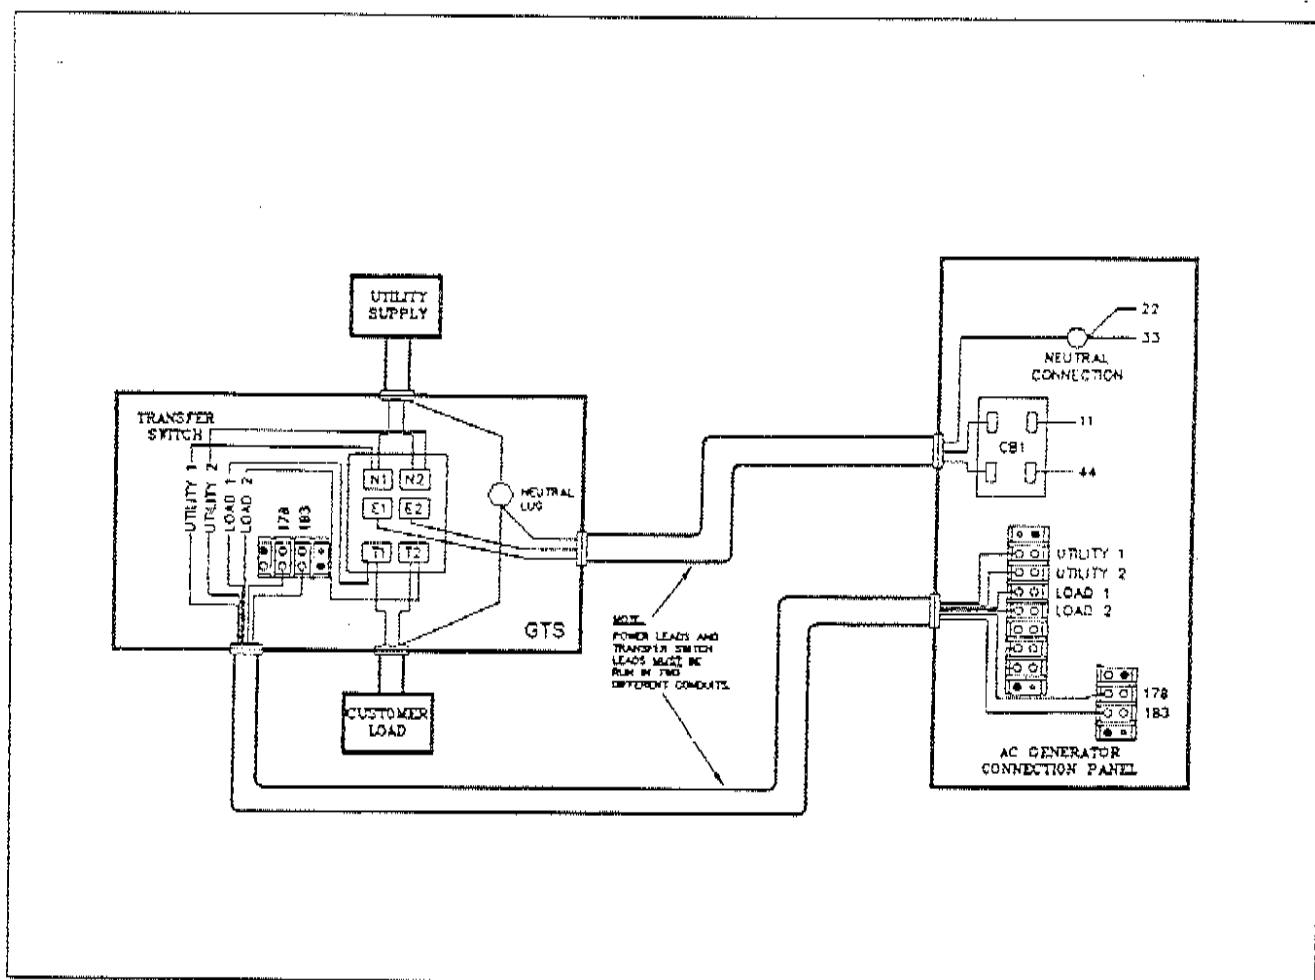 UTILITY
SUPPLY
TRANSFER
SWITCH
UTILITY 1
UTILITY 2
LOAD 1
LOAD 2
178
183
N1
N2
E1
E2
T1
T2
NEUTRAL
LUG
GTS
CUSTOMER
LOAD
NOTE:
POWER LEADS AND
TRANSFER SWITCH
LEADS MUST BE
RUN IN TWO
DIFFERENT CONDUITS.
22
33
NEUTRAL
CONNECTION
11
CB1
44
UTILITY 1
UTILITY 2
LOAD 1
LOAD 2
178
183
AC GENERATOR
CONNECTION PANEL